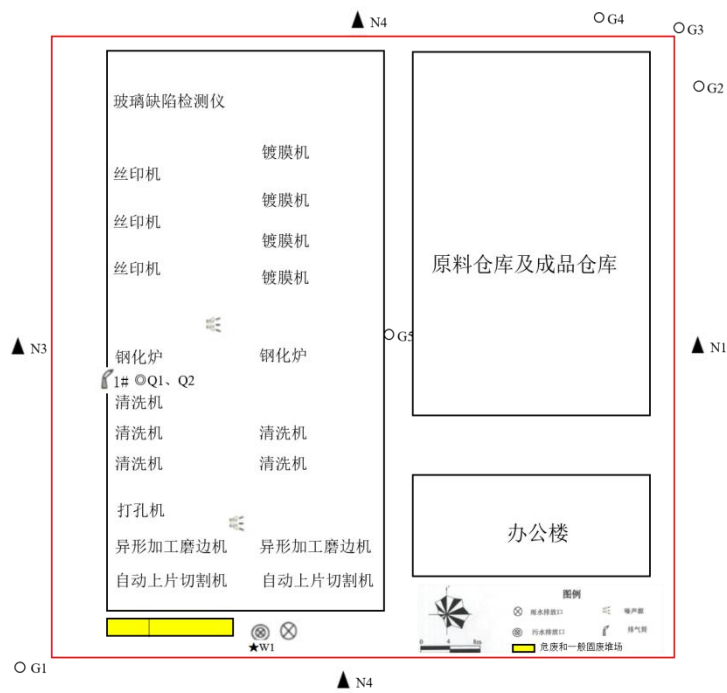 ▲ N4
○ G4
○ G3
○ G2
玻璃缺陷检测仪
镀膜机
丝印机
镀膜机
丝印机
镀膜机
丝印机
镀膜机
原料仓库及成品仓库
○ G5
▲ N3
▲ N1
钢化炉 钢化炉
1# ◎Q1、Q2
清洗机
清洗机 清洗机
清洗机 清洗机
打孔机
异形加工磨边机 异形加工磨边机
自动上片切割机 自动上片切割机
办公楼
图例
雨水排放口 噪声源
污水排放口 排气筒
危废和一般固废堆场
0 4 8m
★W1
○ G1
▲ N4